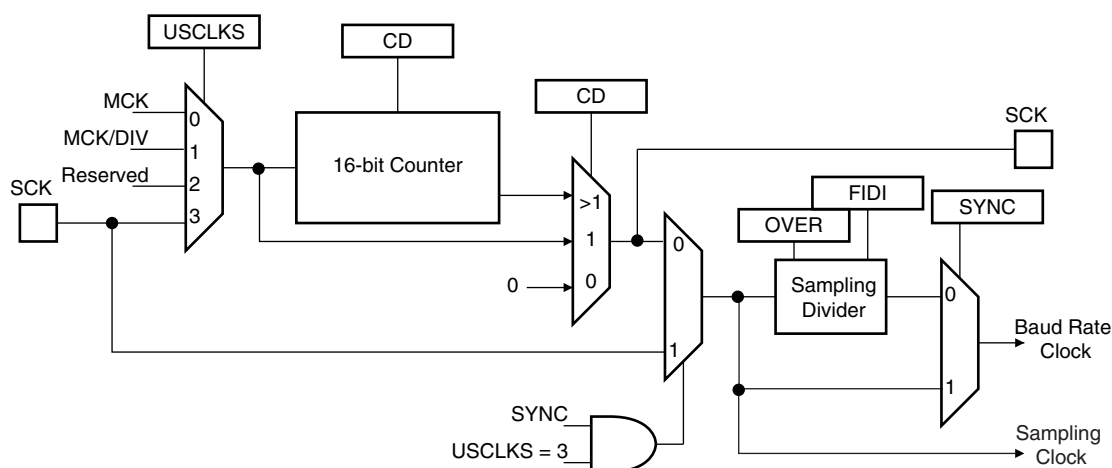 USCLKS
CD
CD
MCK
0
MCK/DIV
1
Reserved
2
SCK
3
16-bit Counter
>1
1
0
0
SCK
FIDI
OVER
SYNC
0
1
Sampling
Divider
0
1
Baud Rate
Clock
SYNC
USCLKS = 3
Sampling
Clock